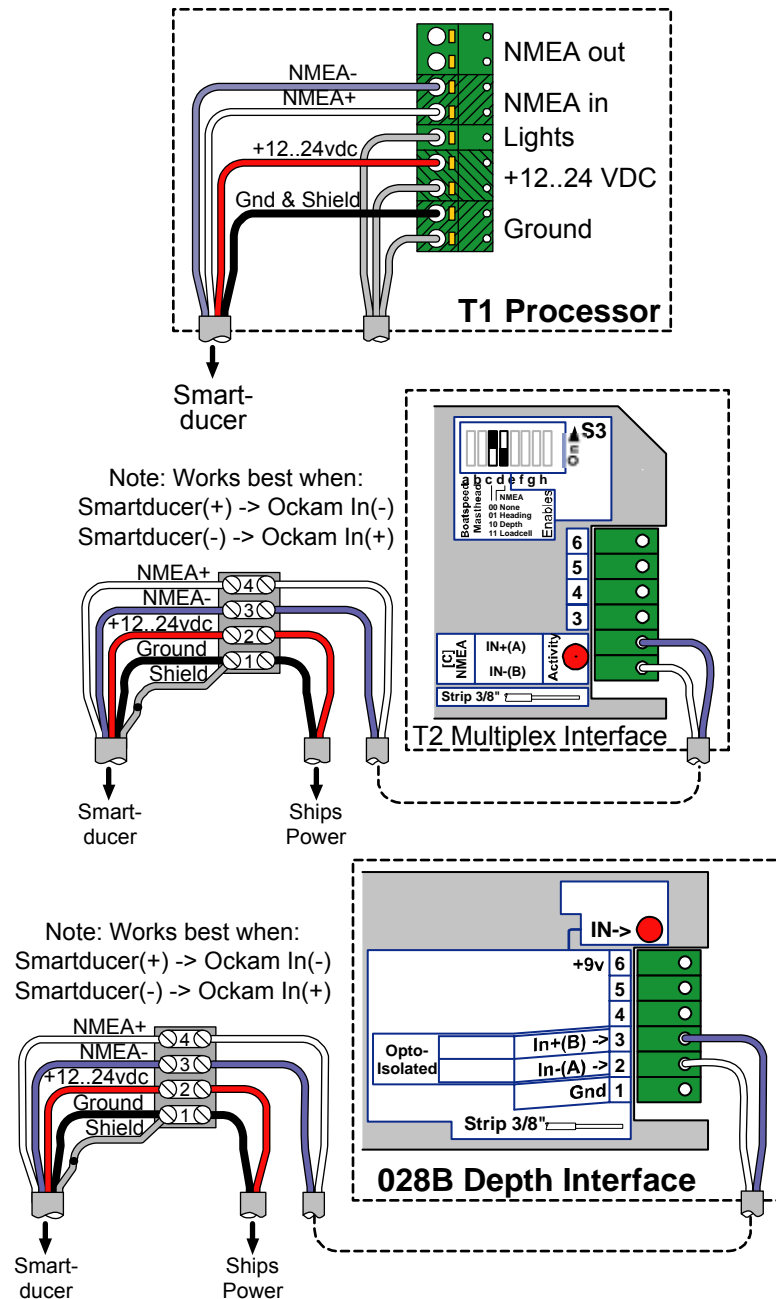 NMEA out
NMEA-
NMEA+
NMEA in
Lights
+12..24vdc
+12..24 VDC
Gnd & Shield
Ground
T1 Processor
Smart-
ducer
S3
On
a b c d e f g h
Boatspeed
Masthead
NMEA
00 None
01 Heading
10 Depth
11 Loadcell
Enables
Note: Works best when:
Smartducer(+) -> Ockam In(-)
Smartducer(-) -> Ockam In(+)
6
5
4
3
NMEA+
NMEA-
+12..24vdc
Ground
Shield
4
3
2
1
[C]
NMEA
IN+(A)
IN-(B)
Activity
Strip 3/8"
T2 Multiplex Interface
Smart-
ducer
Ships
Power
Note: Works best when:
Smartducer(+) -> Ockam In(-)
Smartducer(-) -> Ockam In(+)
IN->
+9v 6
5
4
In+(B) -> 3
In-(A) -> 2
Gnd 1
Opto-
Isolated
Strip 3/8"
028B Depth Interface
NMEA+
NMEA-
+12..24vdc
Ground
Shield
4
3
2
1
Smart-
ducer
Ships
Power